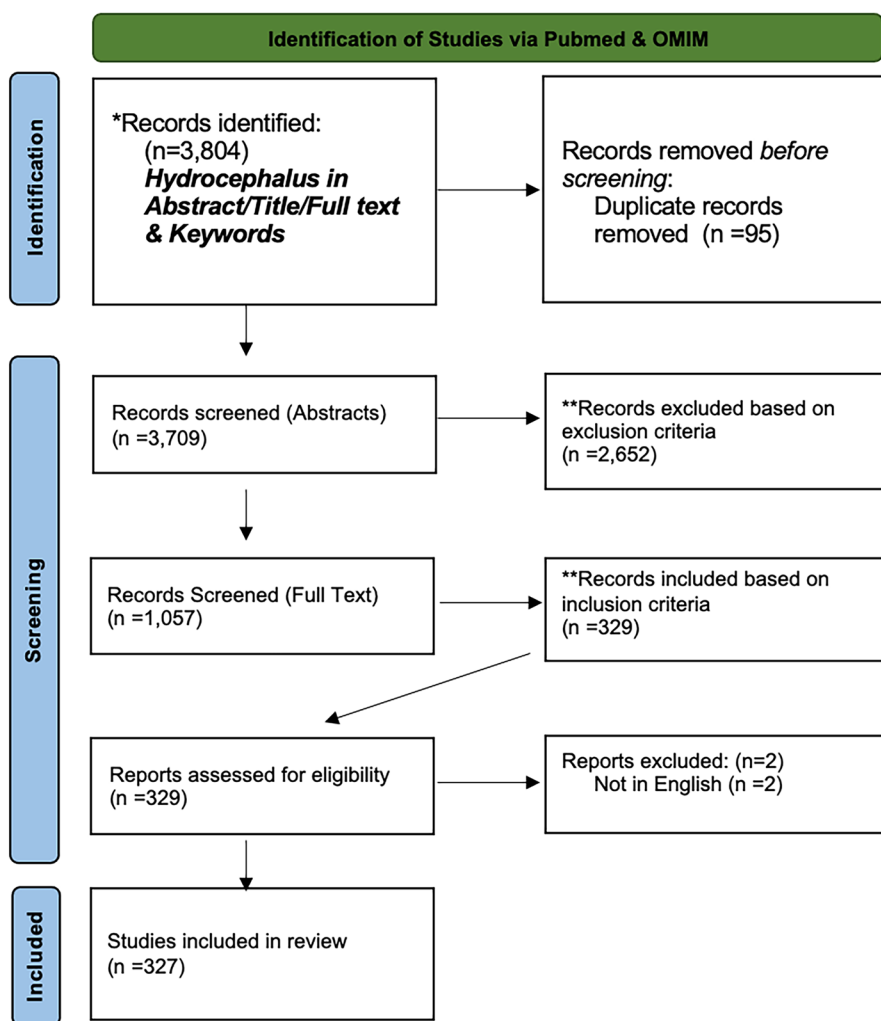 Identification of Studies via Pubmed & OMIM
Identification
*Records identified:
(n=3,804)
Hydrocephalus in
Abstract/Title/Full text
& Keywords
Records removed before
screening:
Duplicate records
removed (n =95)
Screening
Records screened (Abstracts)
(n =3,709)
**Records excluded based on
exclusion criteria
(n =2,652)
Records Screened (Full Text)
(n =1,057)
**Records included based on
inclusion criteria
(n =329)
Reports assessed for eligibility
(n =329)
Reports excluded: (n=2)
Not in English (n =2)
Included
Studies included in review
(n =327)